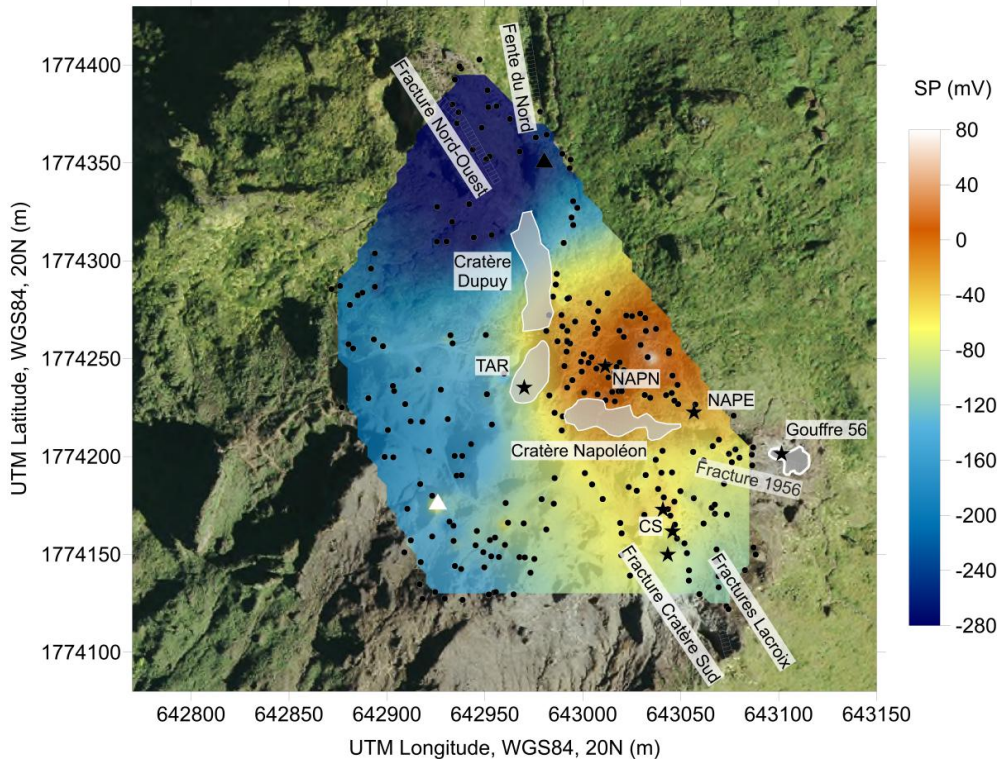 Fracture Nord-Ouest
Fente du Nord
SP (mV)
80
40
0
-40
-80
-120
-160
-200
-240
-280
1774400
1774350
1774300
1774250
1774200
1774150
1774100
UTM Latitude, WGS84, 20N (m)
Cratère
Dupuy
TAR
NAPN
NAPE
Gouffre 56
Cratère Napoléon
Fracture 1956
CS
Fracture Cratère Sud
Fractures Lacroix
642800
642850
642900
642950
643000
643050
643100
643150
UTM Longitude, WGS84, 20N (m)